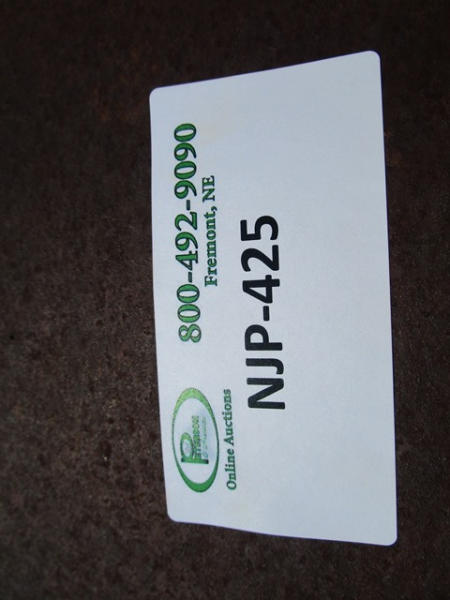 800-492-9090
Fremont, NE
Online Auctions
NJP-425